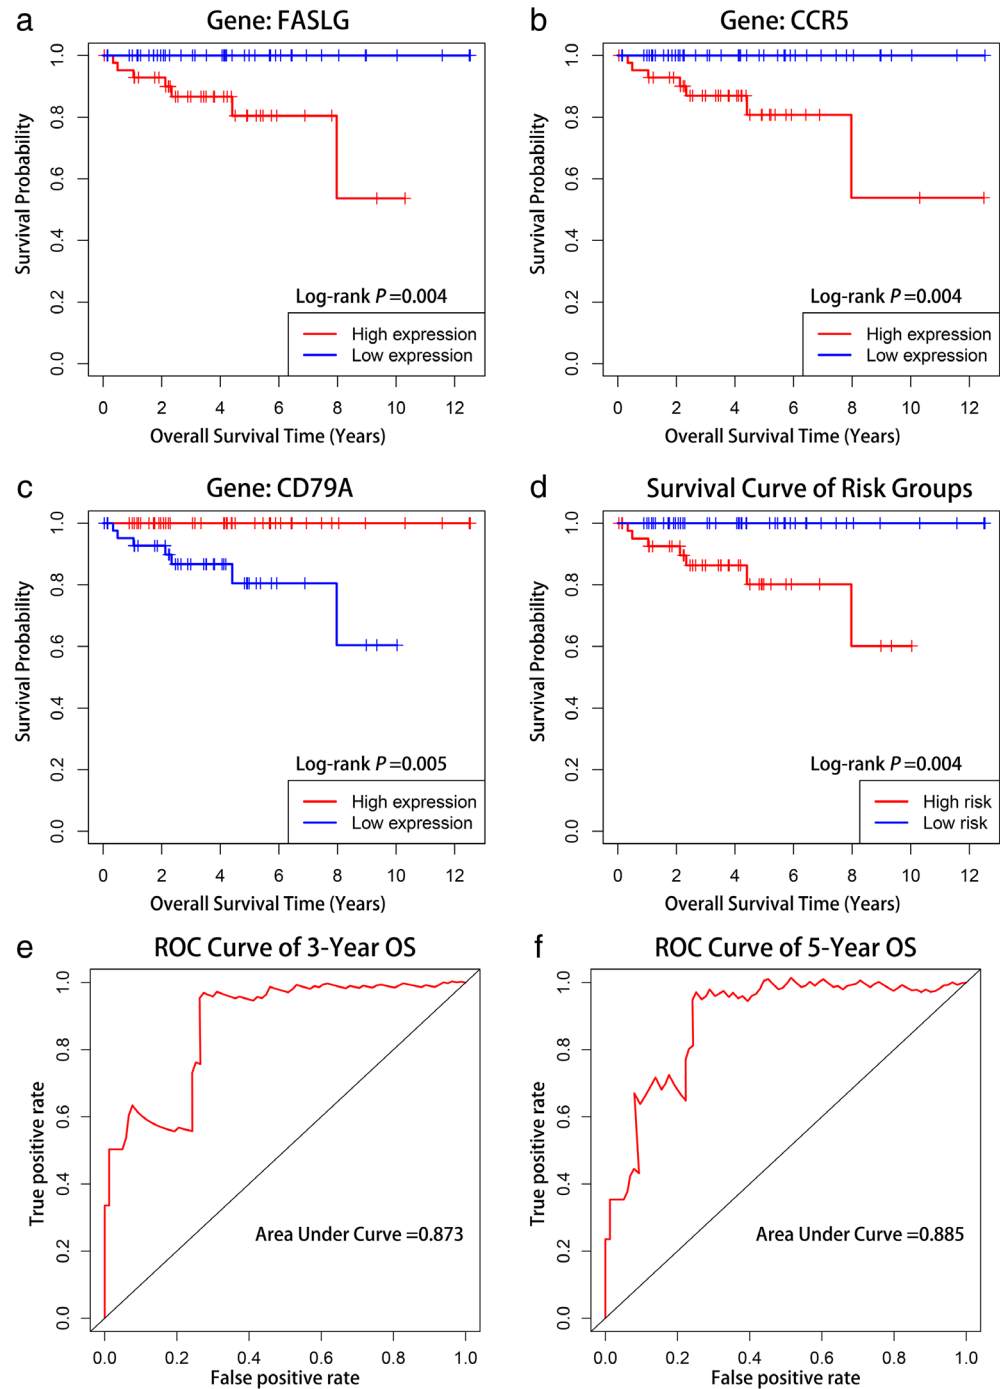 a
Gene: FASLG
Survival Probability
1.0
0.8
0.6
0.4
0.2
0.0
Log-rank P =0.004
High expression
Low expression
0 2 4 6 8 10 12
Overall Survival Time (Years)
b
Gene: CCR5
Survival Probability
1.0
0.8
0.6
0.4
0.2
0.0
Log-rank P =0.004
High expression
Low expression
0 2 4 6 8 10 12
Overall Survival Time (Years)
c
Gene: CD79A
Survival Probability
1.0
0.8
0.6
0.4
0.2
0.0
Log-rank P =0.005
High expression
Low expression
0 2 4 6 8 10 12
Overall Survival Time (Years)
d
Survival Curve of Risk Groups
Survival Probability
1.0
0.8
0.6
0.4
0.2
0.0
Log-rank P =0.004
High risk
Low risk
0 2 4 6 8 10 12
Overall Survival Time (Years)
e
ROC Curve of 3-Year OS
True positive rate
1.0
0.8
0.6
0.4
0.2
0.0
Area Under Curve =0.873
0.0 0.2 0.4 0.6 0.8 1.0
False positive rate
f
ROC Curve of 5-Year OS
True positive rate
1.0
0.8
0.6
0.4
0.2
0.0
Area Under Curve =0.885
0.0 0.2 0.4 0.6 0.8 1.0
False positive rate